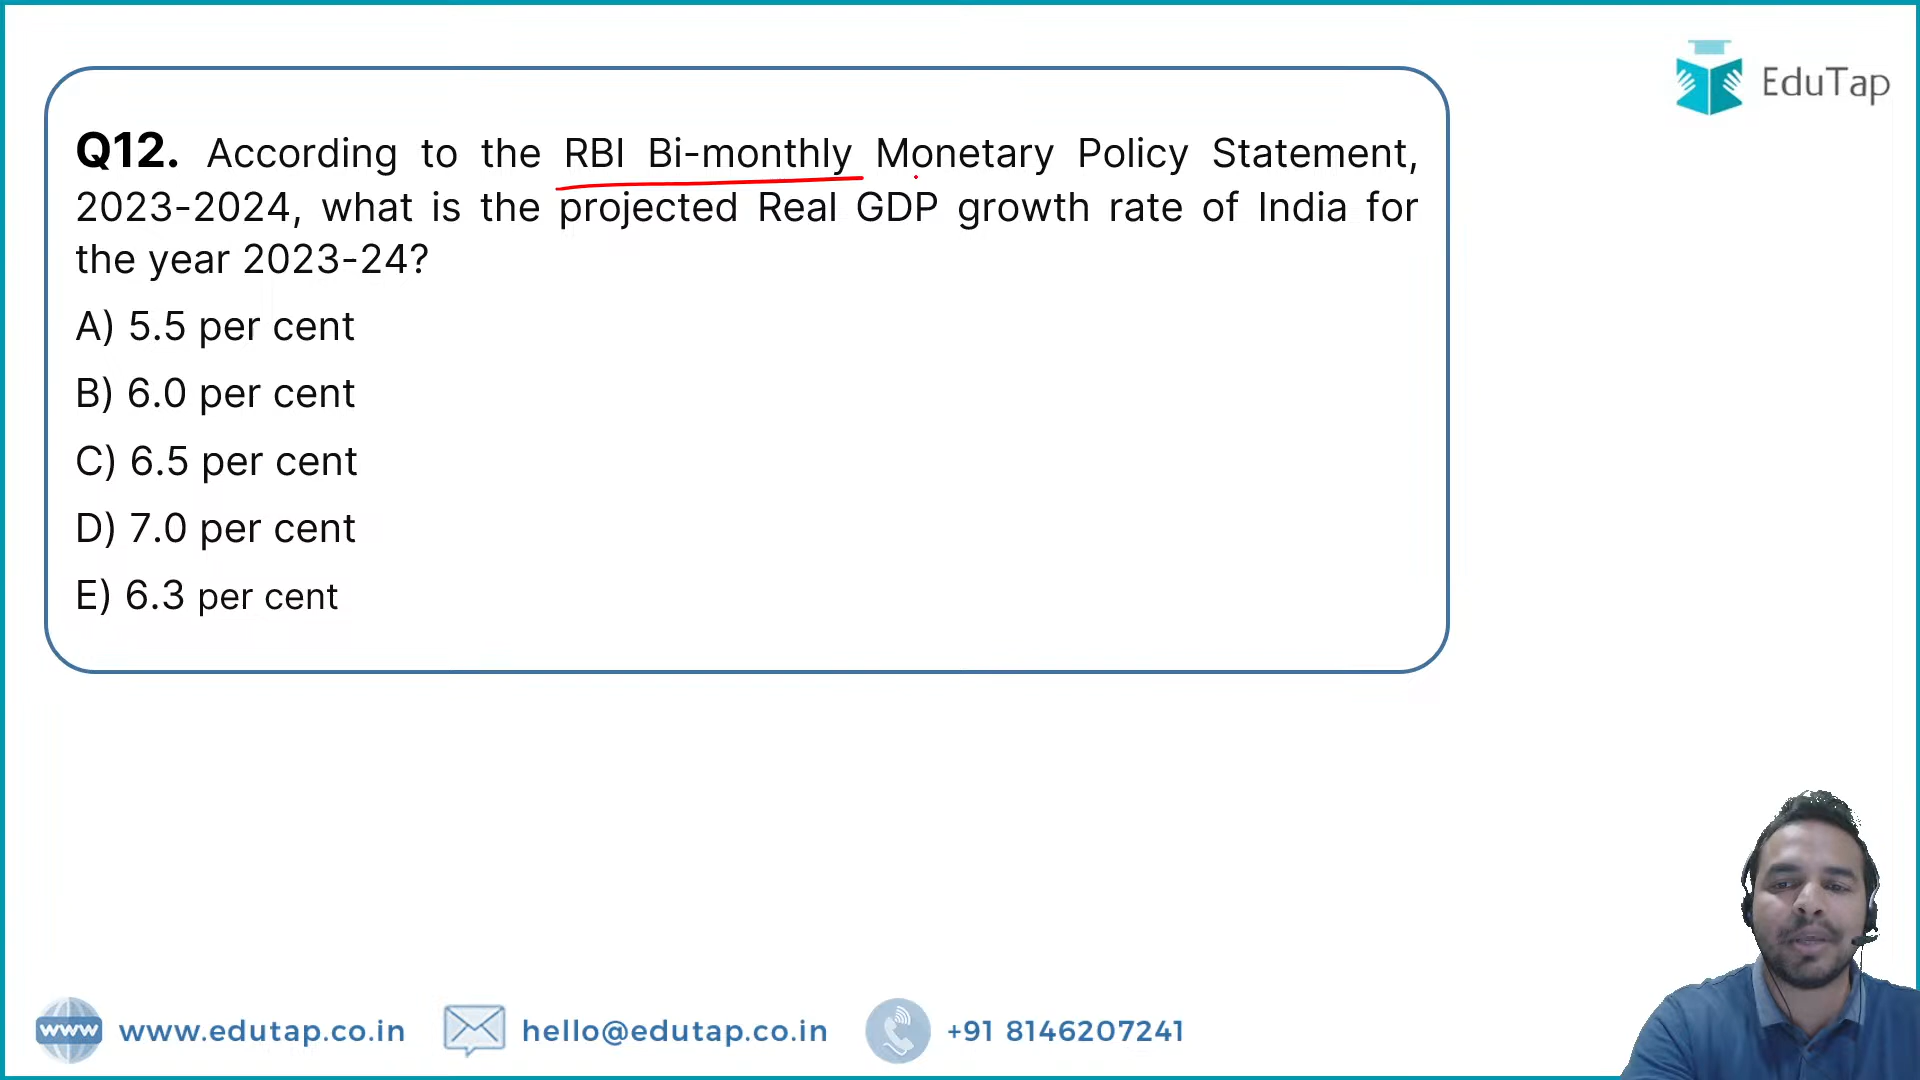 EduTap
Q12. According to the RBI Bi-monthly Monetary Policy Statement,
2023-2024, what is the projected Real GDP growth rate of India for
the year 2023-24?
A) 5.5 per cent
B) 6.0 per cent
C) 6.5 per cent
D) 7.0 per cent
E) 6.3 per cent
www www.edutap.co.in hello@edutap.co.in +91 8146207241